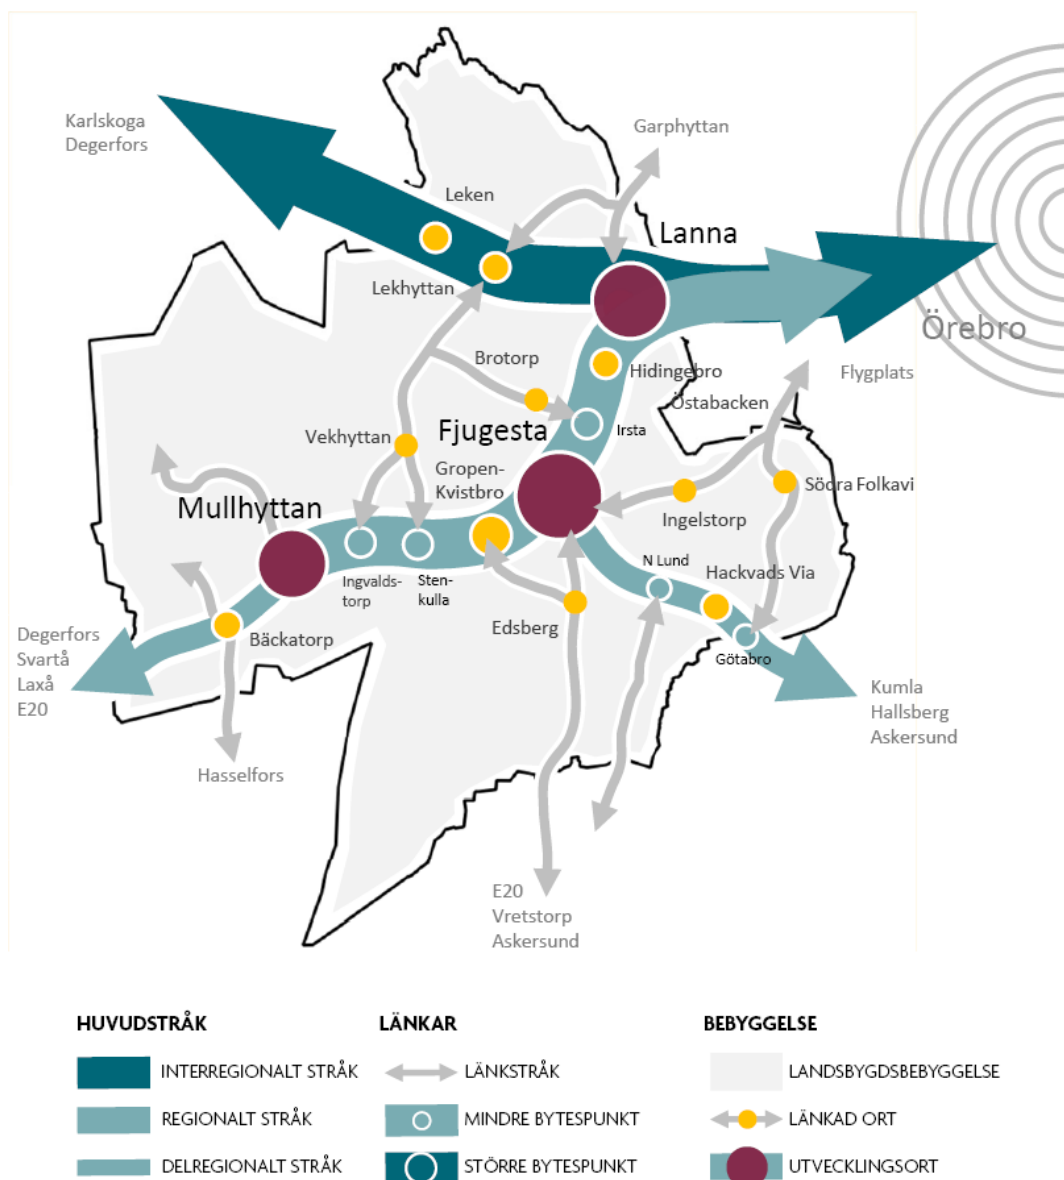 Karlskoga
Degerfors
Garphyttan
Leken
Lanna
Lekhyttan
Örebro
Brotorp
Hidingebro
Flygplats
Östabacken
Fjugesta
Irsta
Vekhyttan
Gropen-
Kvistbro
Södra Folkavi
Mullhyttan
Ingelstorp
N Lund
Hackvads Via
Ingvalds-
torp
Sten-
kulla
Edsberg
Bäckatorp
Götabro
Degerfors
Svartå
Laxå
E20
Kumla
Hallsberg
Askersund
Hasselfors
E20
Vretstorp
Askersund
HUVUDSTRÅK
INTERREGIONALT STRÅK
REGIONALT STRÅK
DELREGIONALT STRÅK
LÄNKAR
LÄNKSTRÅK
MINDRE BYTESPUNKT
STÖRRE BYTESPUNKT
BEBYGGELSE
LANDSBYGDSBEBYGGELSE
LÄNKAD ORT
UTVECKLINGSORT